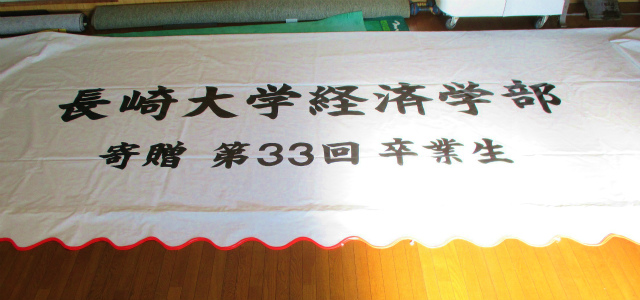 長崎大学経済学部
寄贈 第33回 卒業生